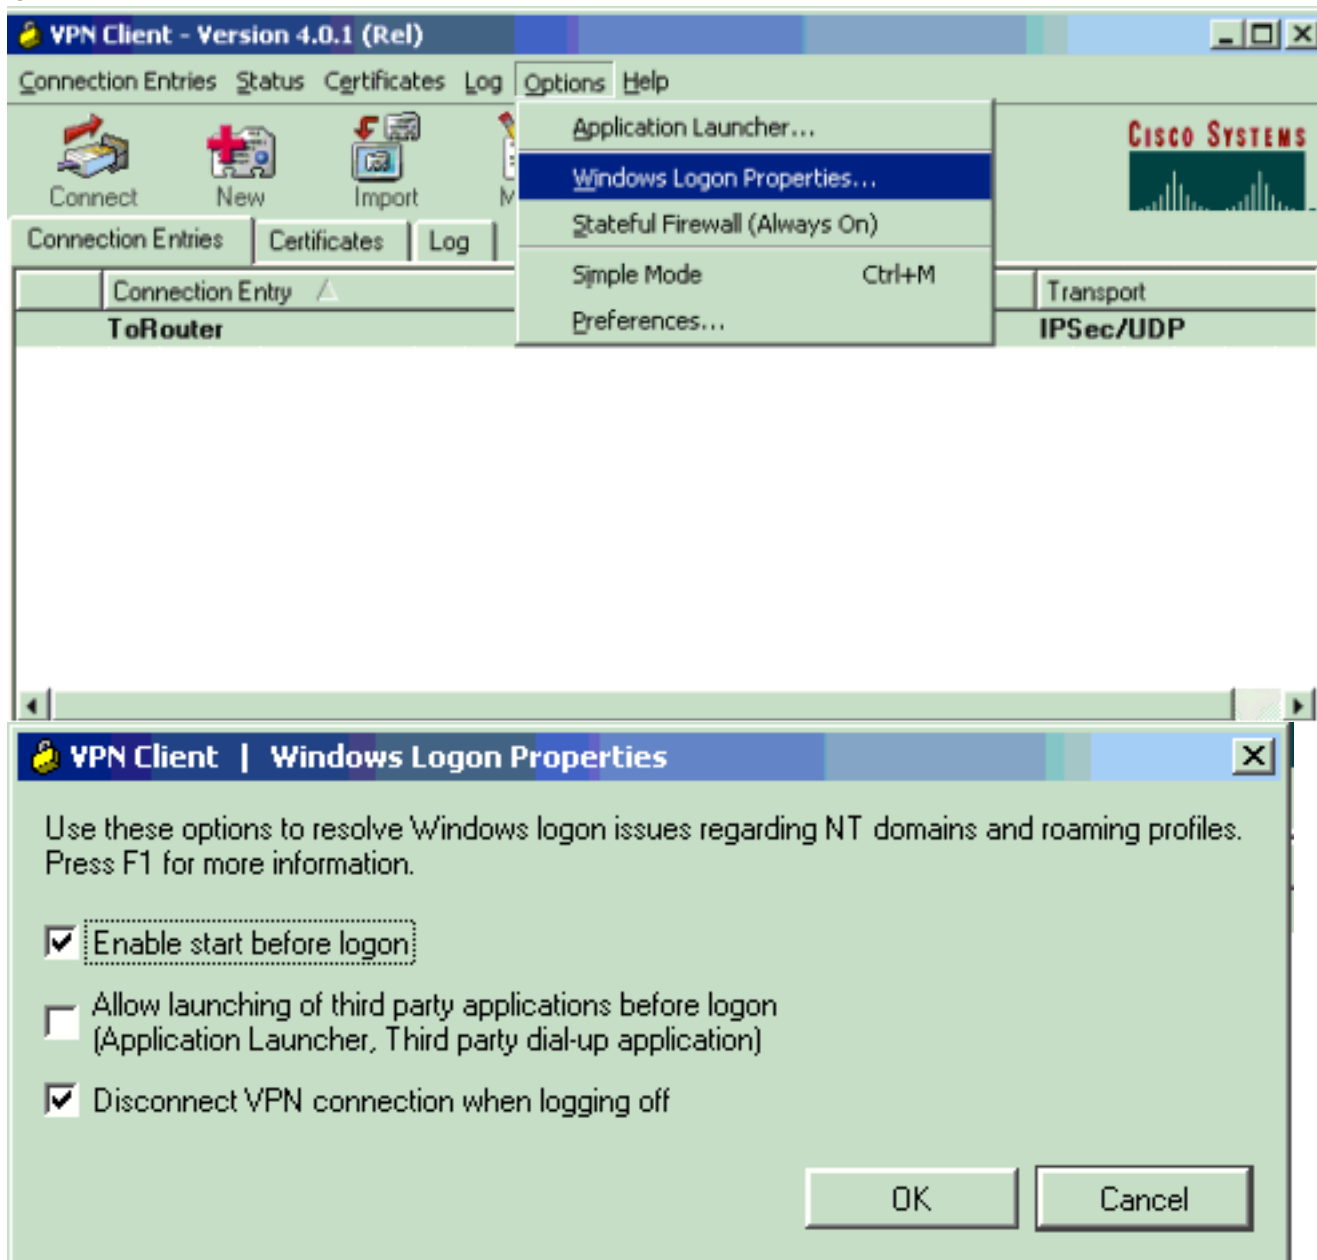 VPN Client - Version 4.0.1 (Rel)
Connection Entries Status Certificates Log Options Help
Application Launcher...
Windows Logon Properties...
Stateful Firewall (Always On)
Simple Mode Ctrl+M
Preferences...
CISCO SYSTEMS
Connect New Import
Connection Entries Certificates Log
Connection Entry Transport
ToRouter IPSec/UDP
VPN Client | Windows Logon Properties
Use these options to resolve Windows logon issues regarding NT domains and roaming profiles.
Press F1 for more information.
Enable start before logon
Allow launching of third party applications before logon
(Application Launcher, Third party dial-up application)
Disconnect VPN connection when logging off
OK Cancel